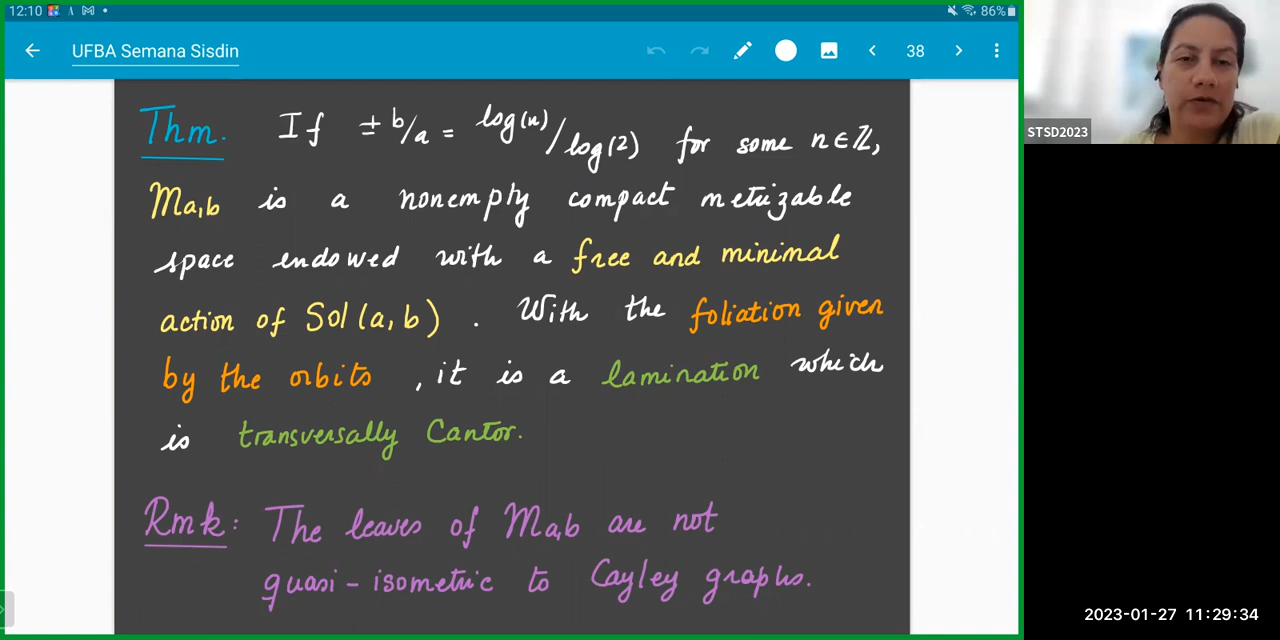 12:10
86%
UFBA Semana Sisdin
38
Thm. If ± b/a = log(n)/log(2) for some n ∈ ℤ,
Ma,b is a nonempty compact metrizable
space endowed with a free and minimal
action of Sol(a,b). With the foliation given
by the orbits, it is a lamination which
is transversally Cantor.
Rmk: The leaves of Ma,b are not
quasi-isometric to Cayley graphs.
STSD2023
2023-01-27 11:29:34